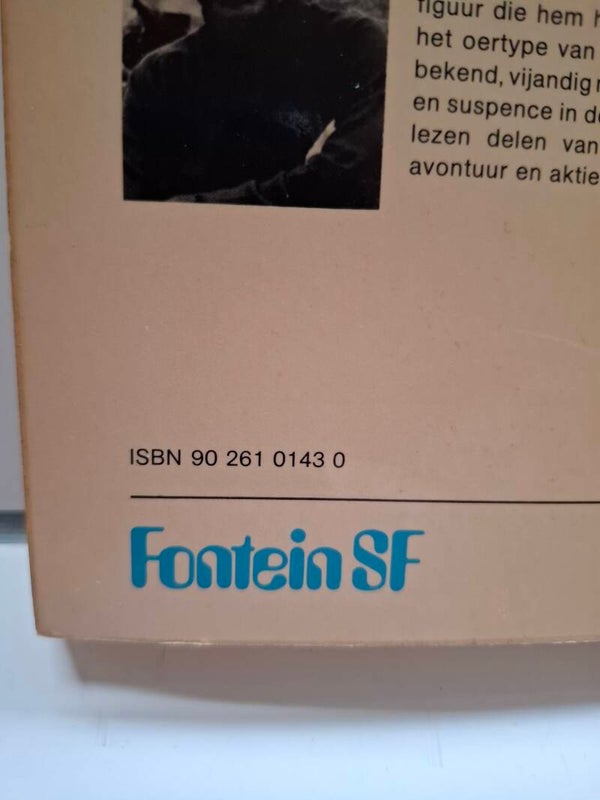 figuur die hem
het oertype van
bekend, vijandig
en suspence in
lezen delen van
avontuur en aktie
ISBN 90 261 0143 0
Fontein SF